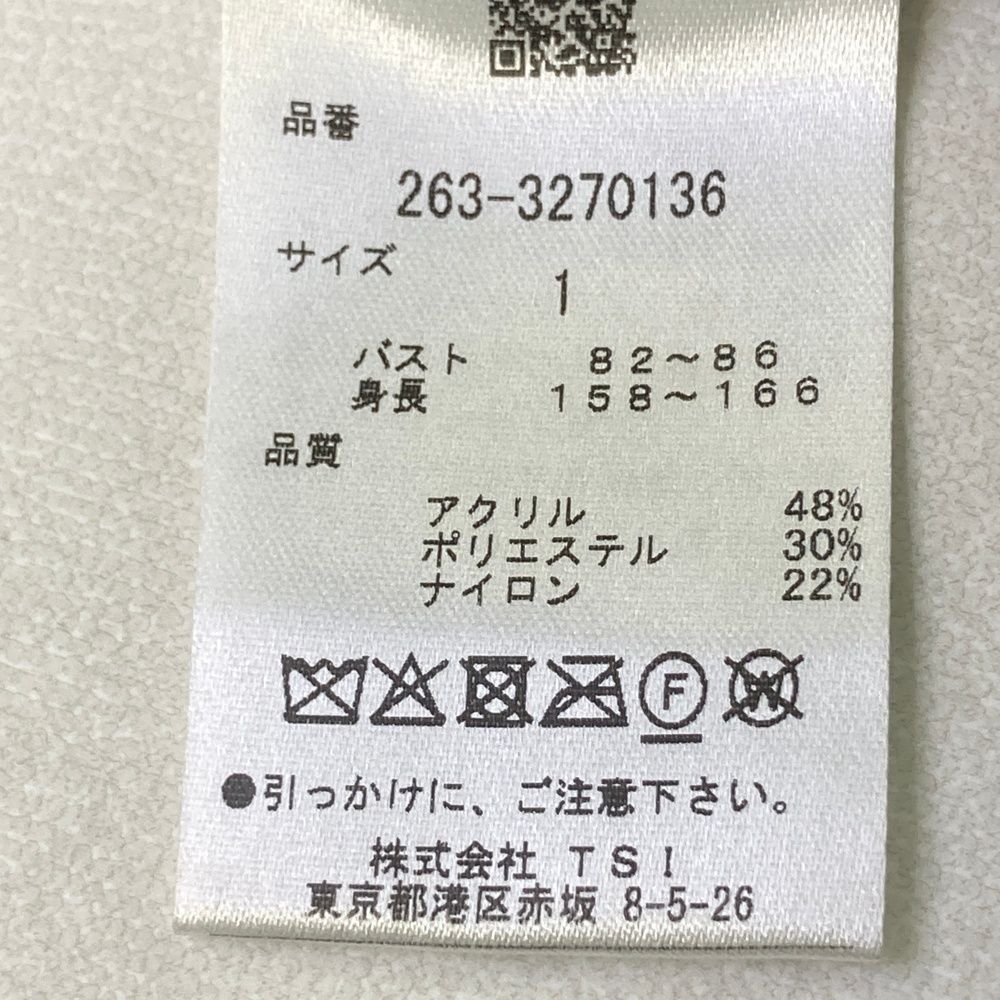 品番
263-3270136
サイズ
1
バスト 82～86
身長 158～166
品質
アクリル 48%
ポリエステル 30%
ナイロン 22%
F W
●引っかけに、ご注意下さい。
株式会社 TSI
東京都港区赤坂 8-5-26